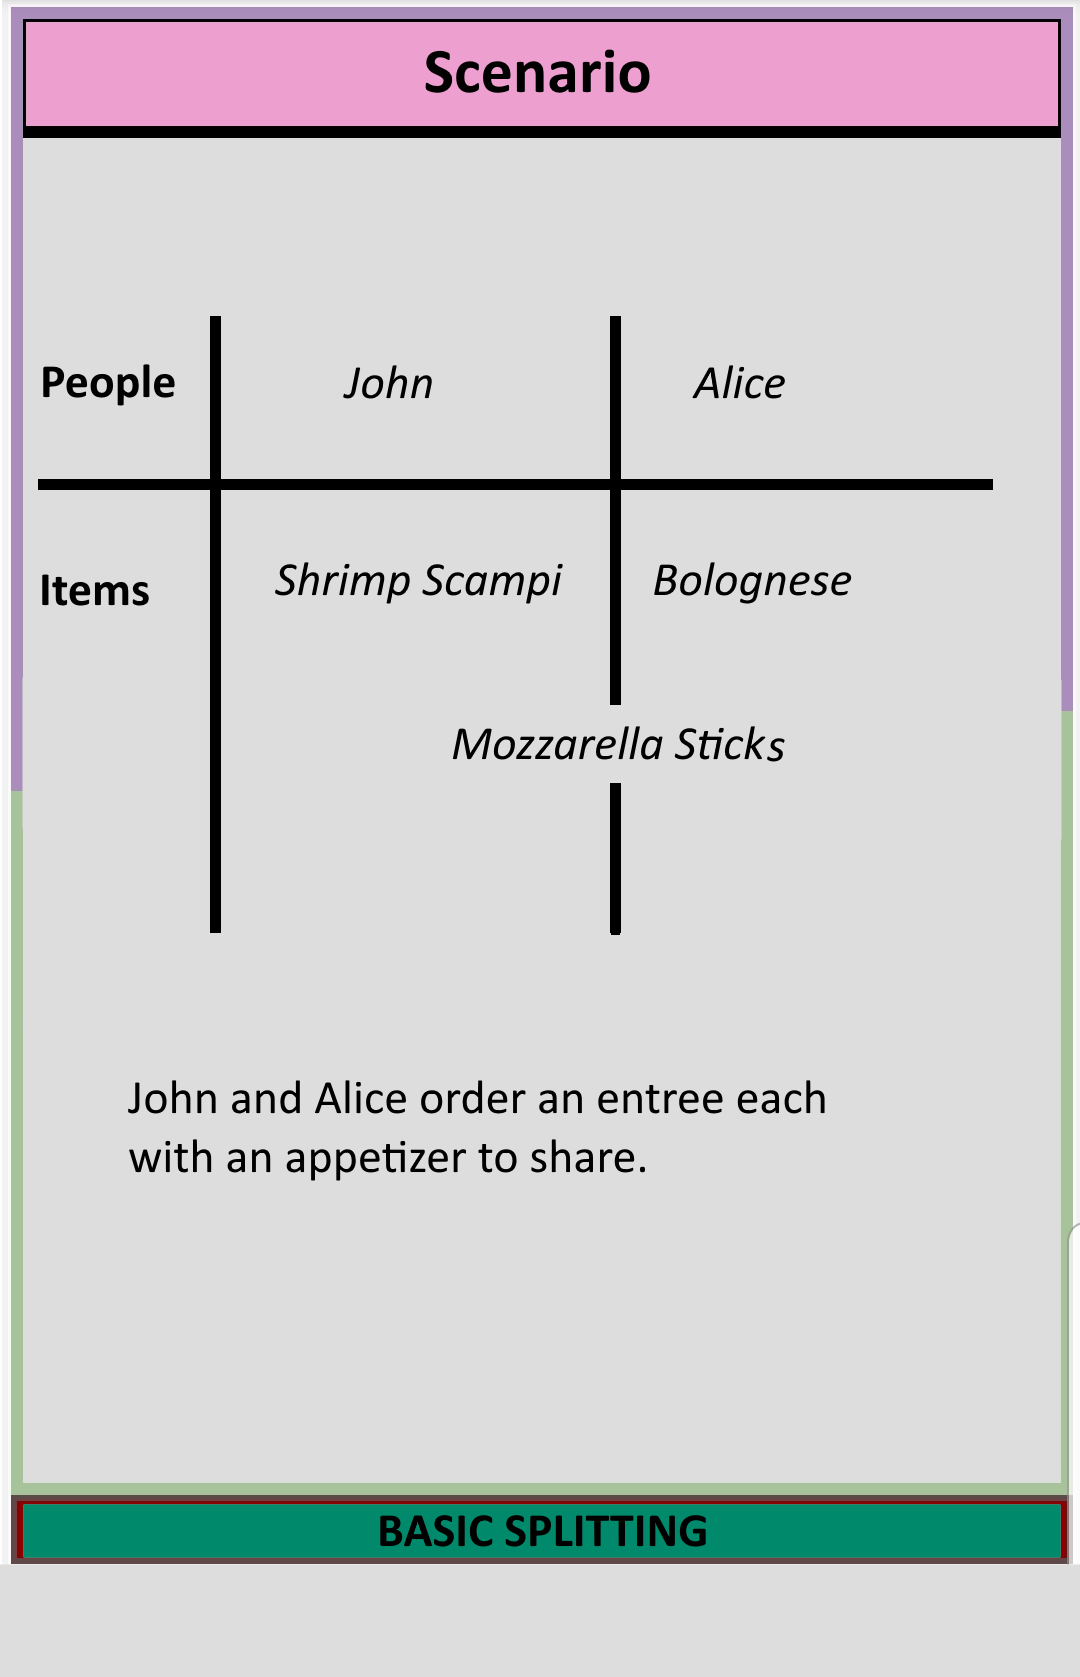 Scenario
People John Alice
Items Shrimp Scampi Bolognese
Mozzarella Sticks
John and Alice order an entree each
with an appetizer to share.
BASIC SPLITTING